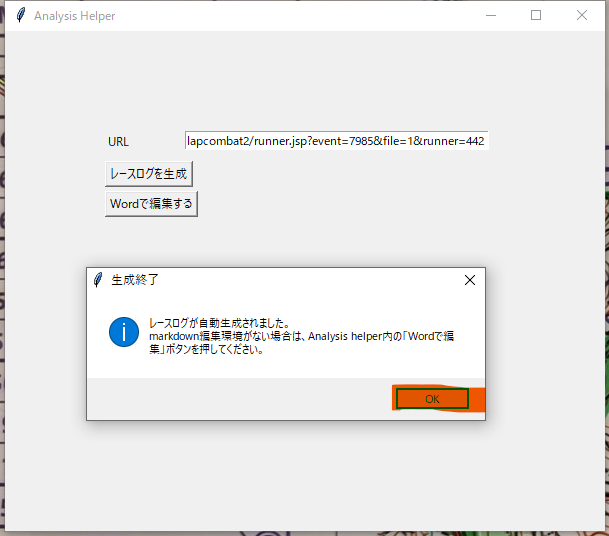 Analysis Helper
URL
lapcombat2/runner.jsp?event=7985&file=1&runner=442
レースログを生成
Wordで編集する
生成終了
レースログが自動生成されました。
markdown編集環境がない場合は、Analysis helper内の「Wordで編
集」ボタンを押してください。
OK